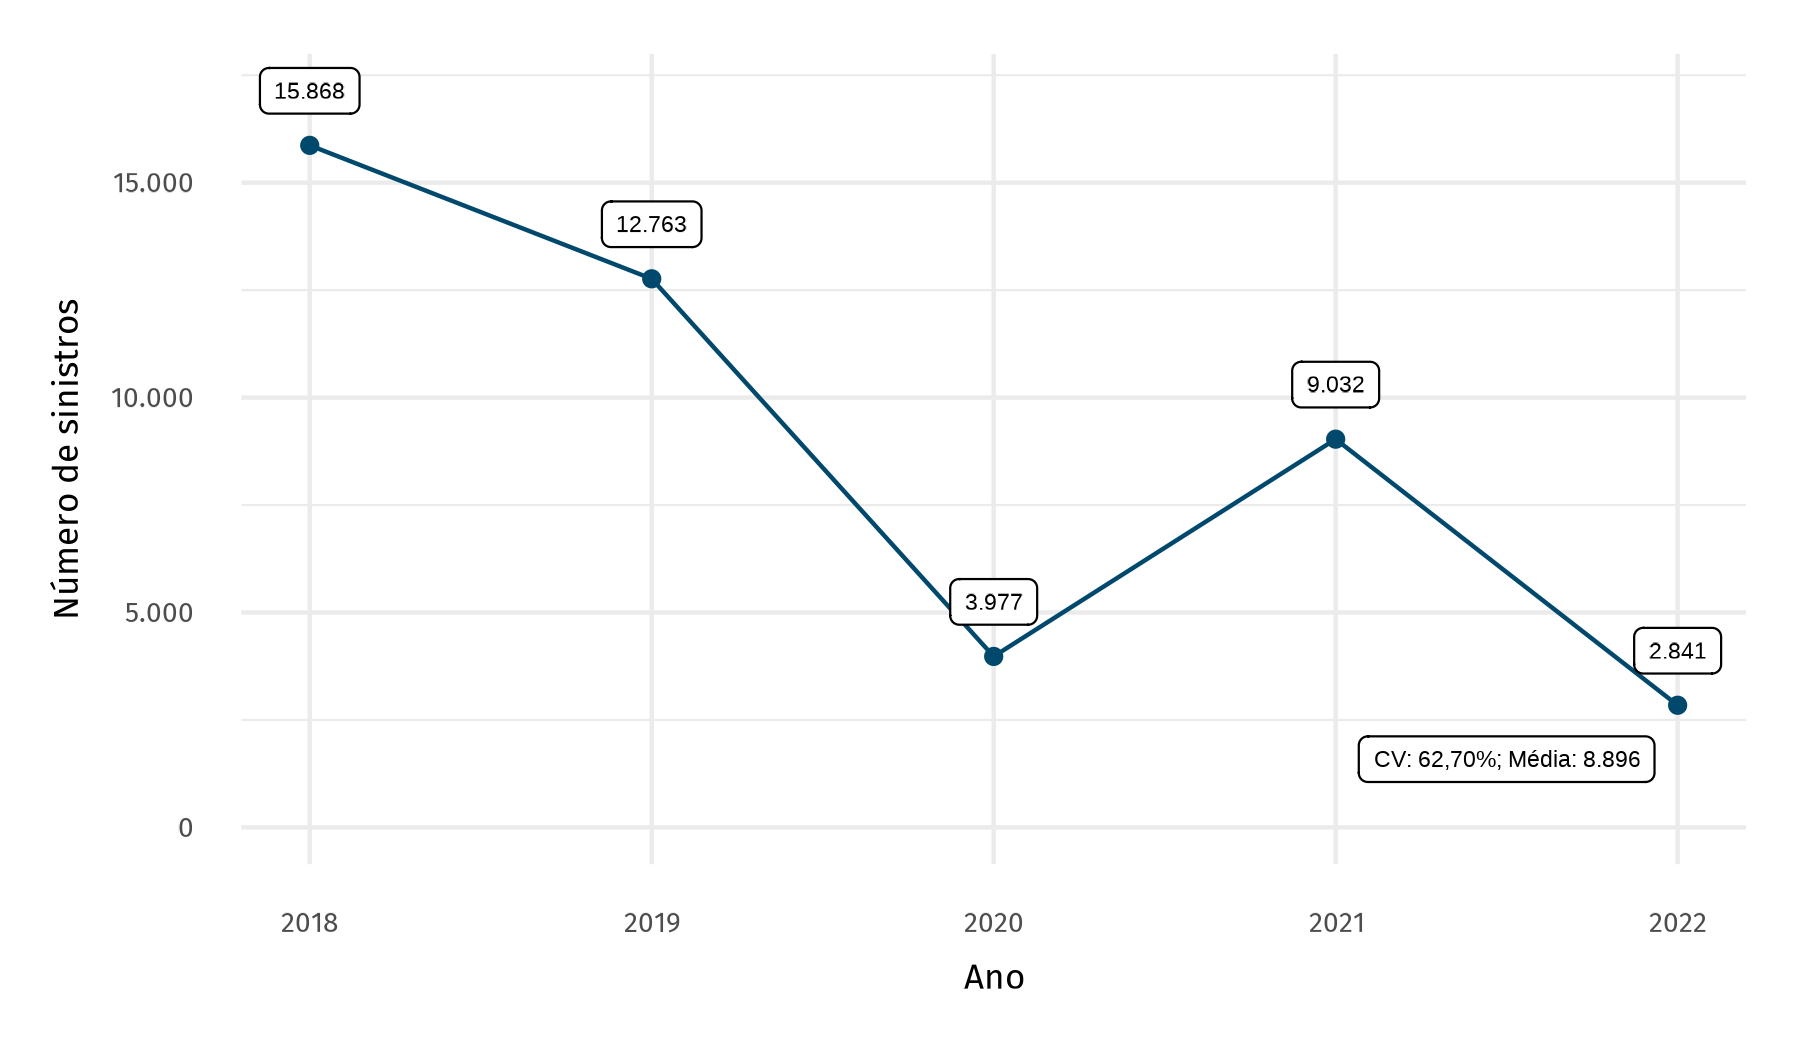 15.868
12.763
9.032
3.977
2.841
CV: 62,70%; Média: 8.896
Número de sinistros
15.000
10.000
5.000
0
2018 2019 2020 2021 2022
Ano